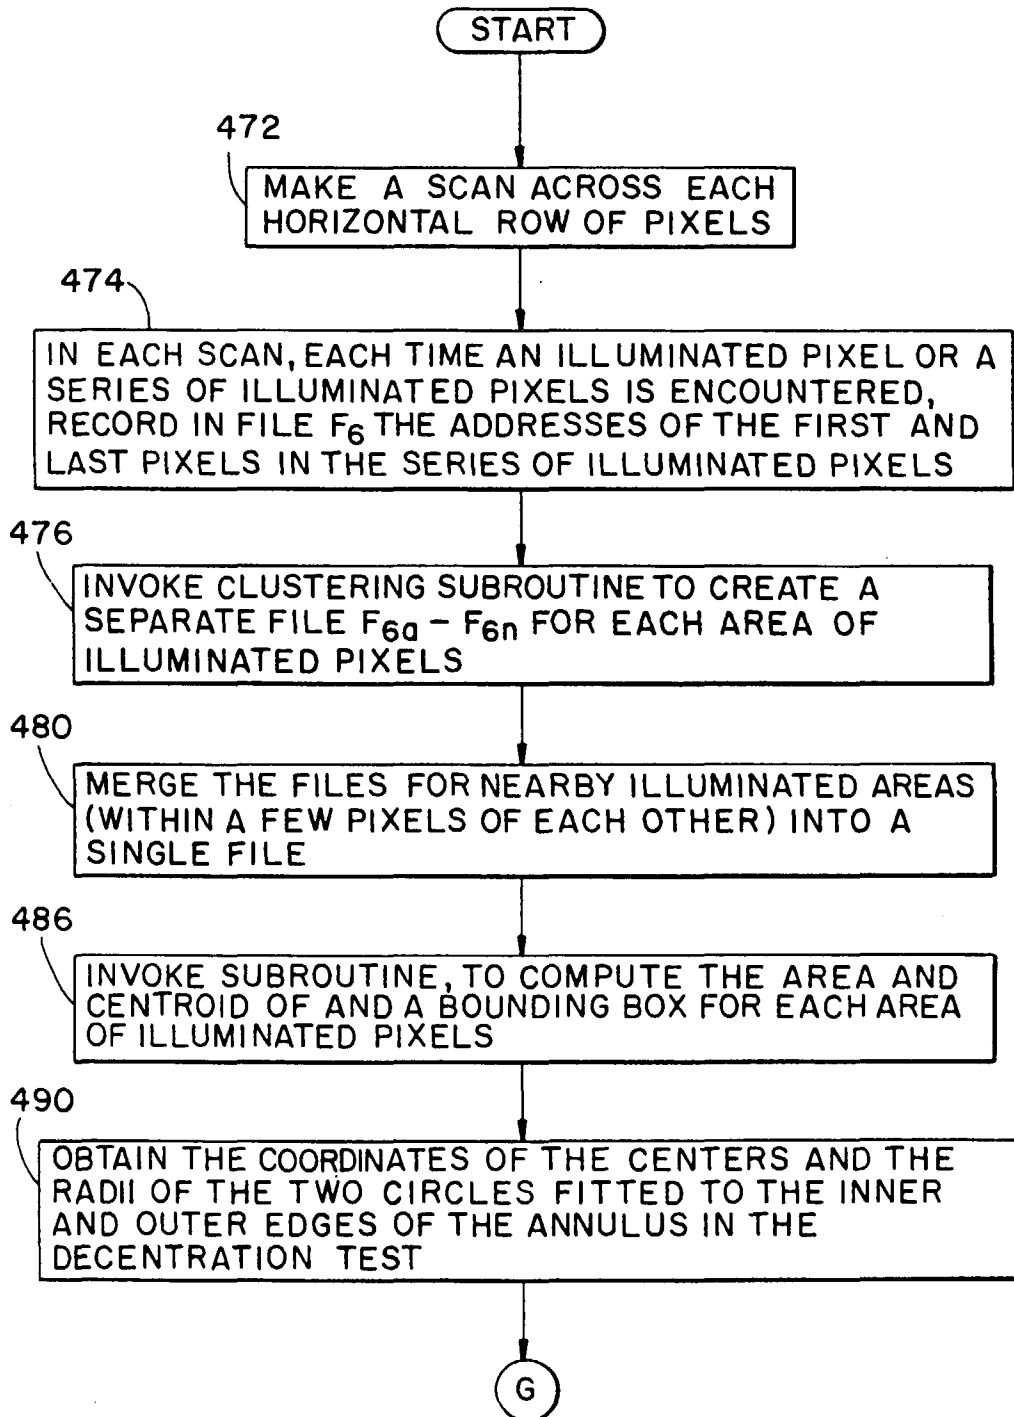 START
472
MAKE A SCAN ACROSS EACH
HORIZONTAL ROW OF PIXELS
474
IN EACH SCAN, EACH TIME AN ILLUMINATED PIXEL OR A
SERIES OF ILLUMINATED PIXELS IS ENCOUNTERED,
RECORD IN FILE F6 THE ADDRESSES OF THE FIRST AND
LAST PIXELS IN THE SERIES OF ILLUMINATED PIXELS
476
INVOKE CLUSTERING SUBROUTINE TO CREATE A
SEPARATE FILE F6a – F6n FOR EACH AREA OF
ILLUMINATED PIXELS
480
MERGE THE FILES FOR NEARBY ILLUMINATED AREAS
(WITHIN A FEW PIXELS OF EACH OTHER) INTO A
SINGLE FILE
486
INVOKE SUBROUTINE, TO COMPUTE THE AREA AND
CENTROID OF AND A BOUNDING BOX FOR EACH AREA
OF ILLUMINATED PIXELS
490
OBTAIN THE COORDINATES OF THE CENTERS AND THE
RADII OF THE TWO CIRCLES FITTED TO THE INNER
AND OUTER EDGES OF THE ANNULUS IN THE
DECENTRATION TEST
G